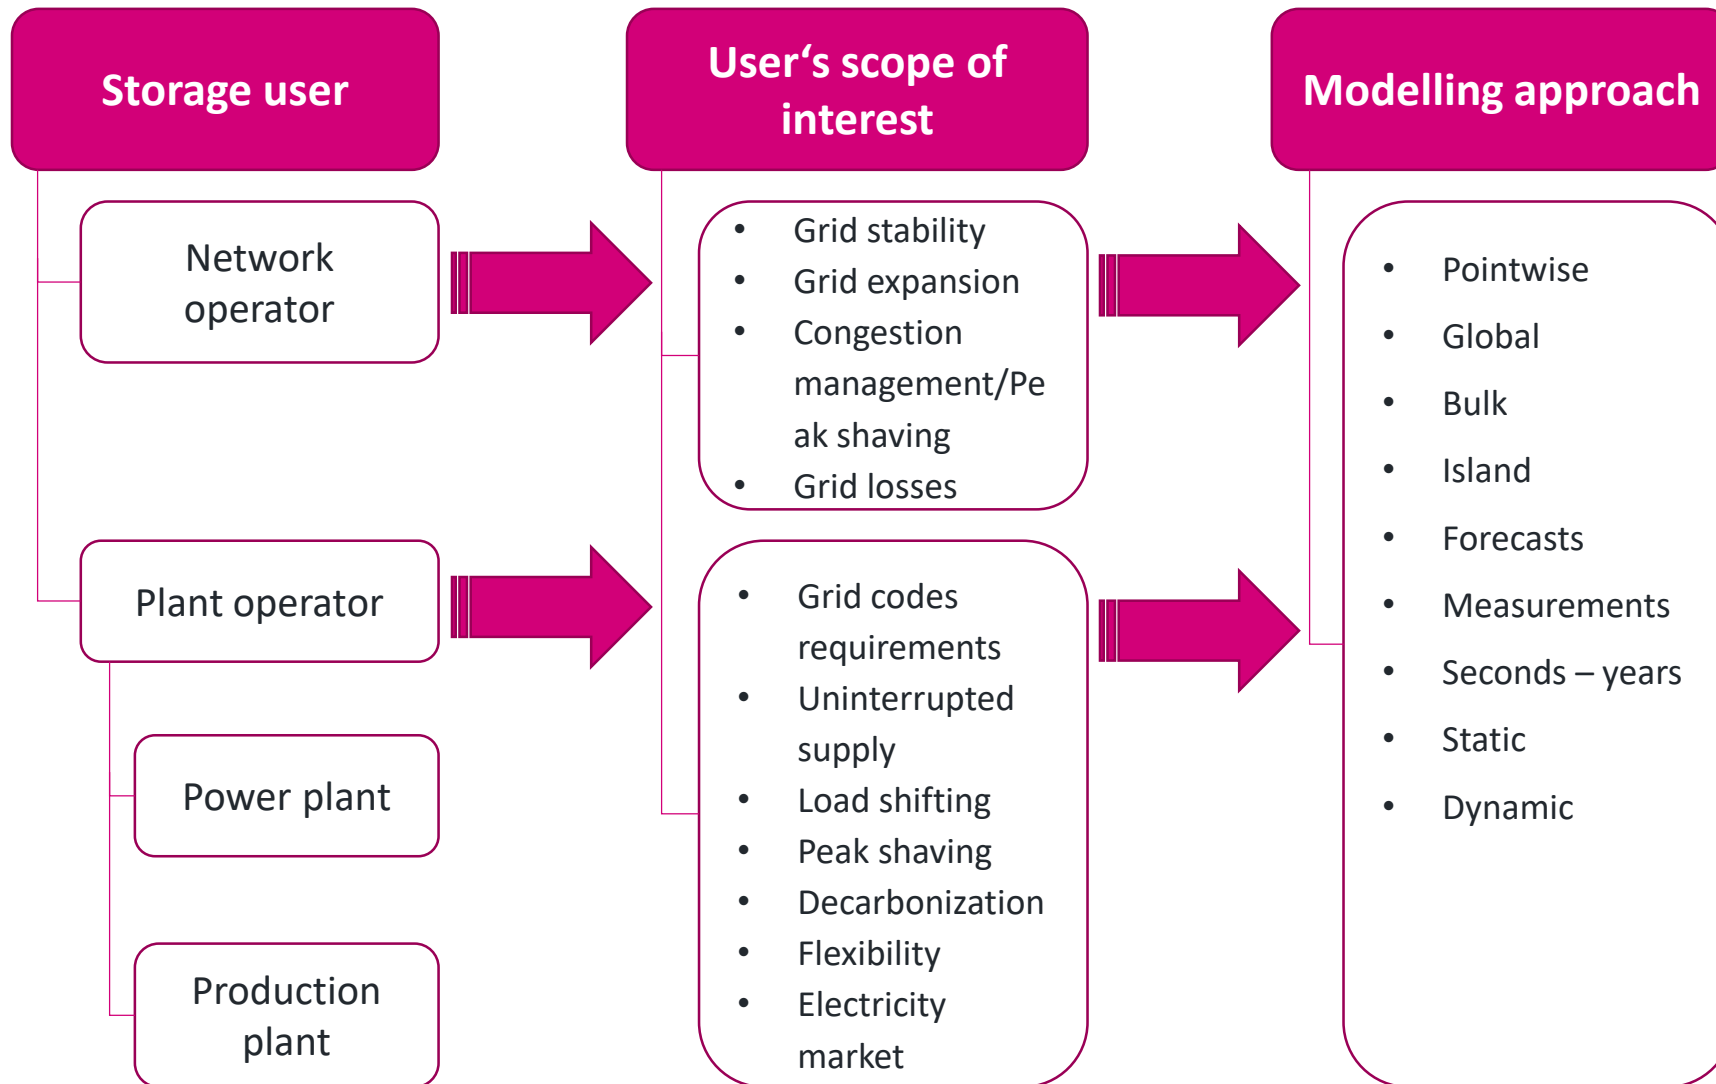 Storage user
Network
operator
Plant operator
Power plant
Production
plant
User‘s scope of
interest
• Grid stability
• Grid expansion
• Congestion
management/Pe
ak shaving
• Grid losses
• Grid codes
requirements
• Uninterrupted
supply
• Load shifting
• Peak shaving
• Decarbonization
• Flexibility
• Electricity
market
Modelling approach
• Pointwise
• Global
• Bulk
• Island
• Forecasts
• Measurements
• Seconds – years
• Static
• Dynamic